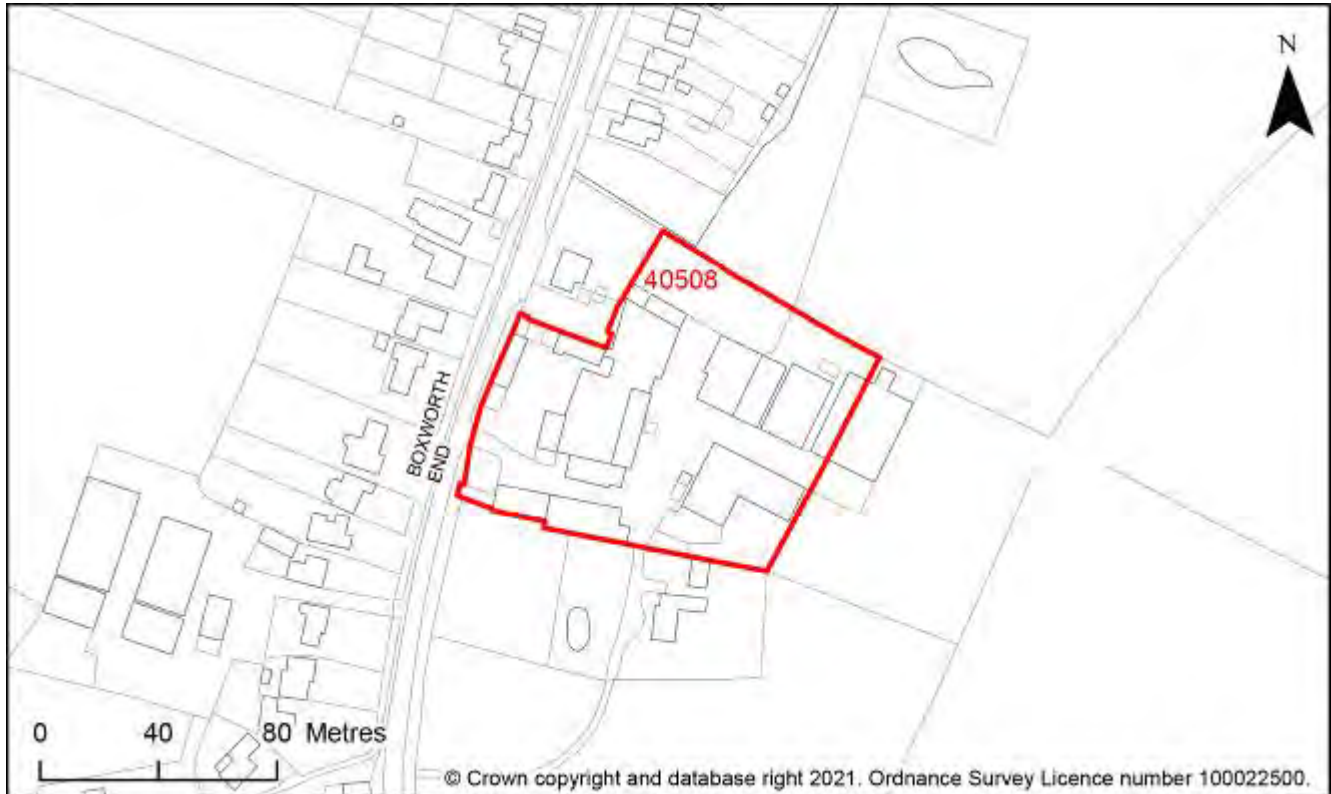 N
40508
BOXWORTH
END
0 40 80 Metres
© Crown copyright and database right 2021. Ordnance Survey Licence number 100022500.